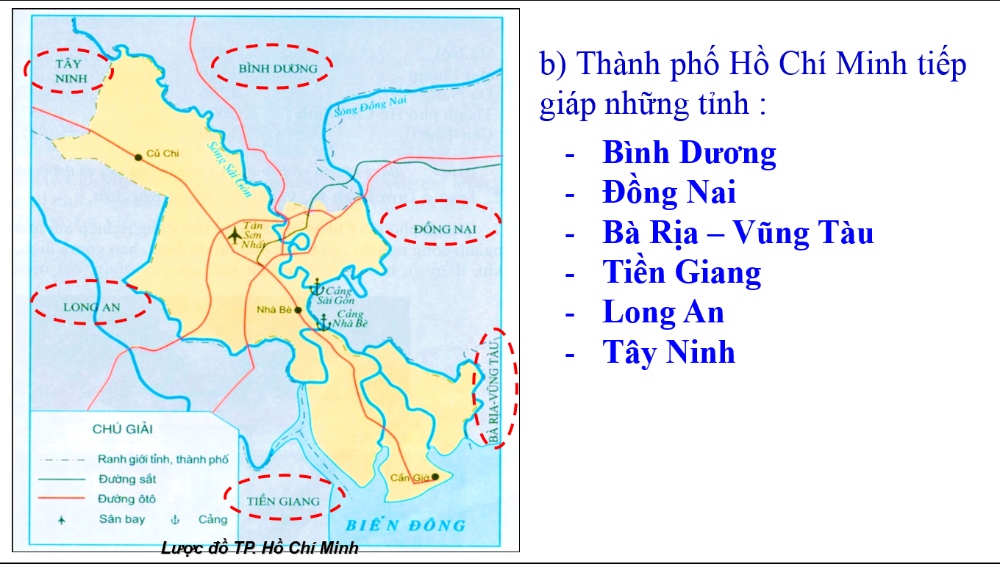 TÂY
NINH
BÌNH DƯƠNG
Sông Đồng Nai
Củ Chi
Sông Sài Gòn
Tân
Sơn
Nhất
ĐỒNG NAI
LONG AN
Cảng
Sài Gòn
Nhà Bè
Cảng
Nhà Bè
BÀ RỊA-VŨNG TÀU
CHÚ GIẢI
Ranh giới tỉnh, thành phố
Đường sắt
Đường ôtô
Sân bay
Cảng
Cần Giờ
TIỀN GIANG
BIỂN ĐÔNG
Lược đồ TP. Hồ Chí Minh
b) Thành phố Hồ Chí Minh tiếp
giáp những tỉnh :
- Bình Dương
- Đồng Nai
- Bà Rịa – Vũng Tàu
- Tiền Giang
- Long An
- Tây Ninh